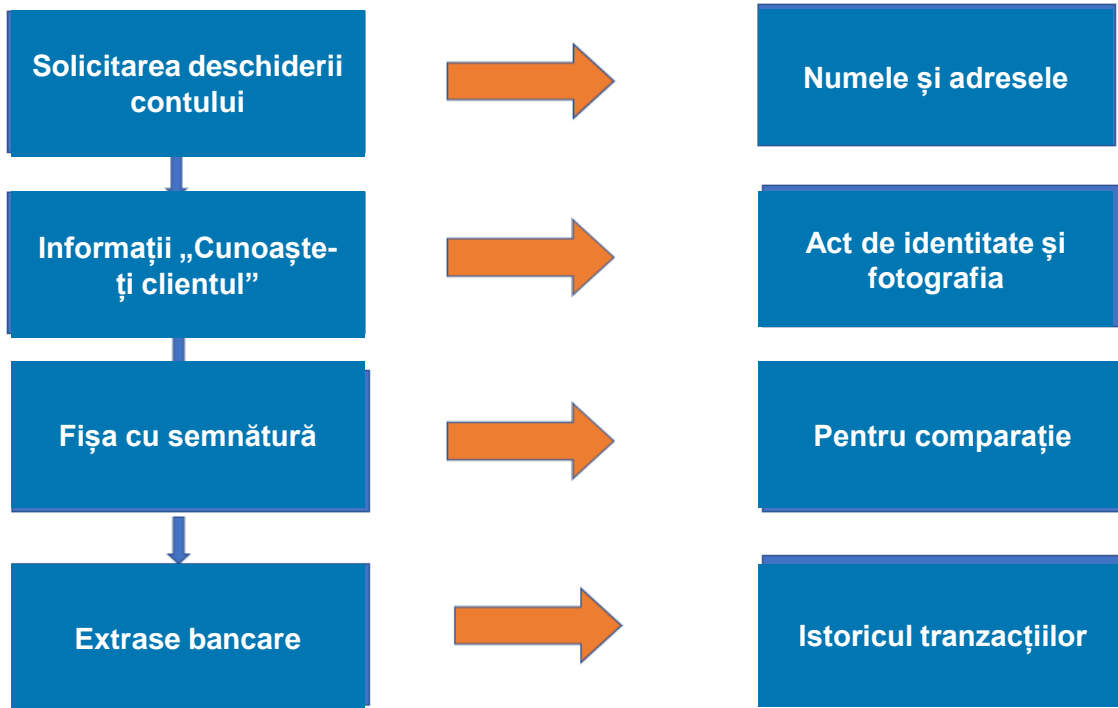 Solicitarea deschiderii
contului
Numele și adresele
Informații „Cunoaște-
ți clientul”
Act de identitate și
fotografia
Fișa cu semnătură
Pentru comparație
Extrase bancare
Istoricul tranzacțiilor